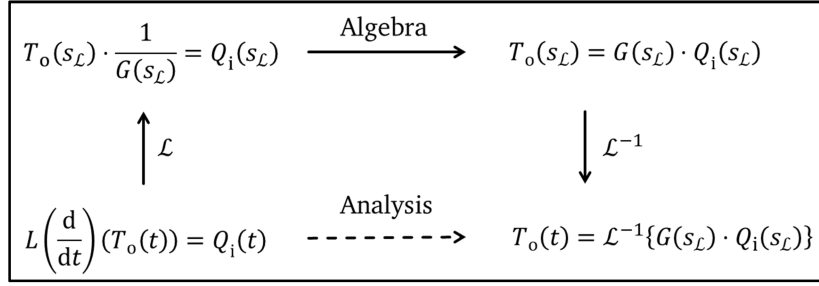 T_o(s_ℒ) · 1/G(s_ℒ) = Q_i(s_ℒ)
Algebra
T_o(s_ℒ) = G(s_ℒ) · Q_i(s_ℒ)
ℒ
ℒ⁻¹
L(d/dt)(T_o(t)) = Q_i(t)
Analysis
T_o(t) = ℒ⁻¹{G(s_ℒ) · Q_i(s_ℒ)}